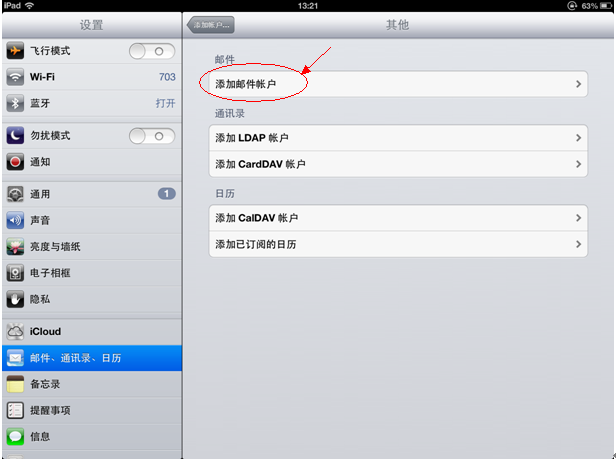 iPad
13:21
63%
设置
添加帐户...
其他
飞行模式
Wi-Fi
703
蓝牙
打开
勿扰模式
通知
通用
1
声音
亮度与墙纸
电子相框
隐私
iCloud
邮件、通讯录、日历
备忘录
提醒事项
信息
邮件
添加邮件帐户
通讯录
添加 LDAP 帐户
添加 CardDAV 帐户
日历
添加 CalDAV 帐户
添加已订阅的日历